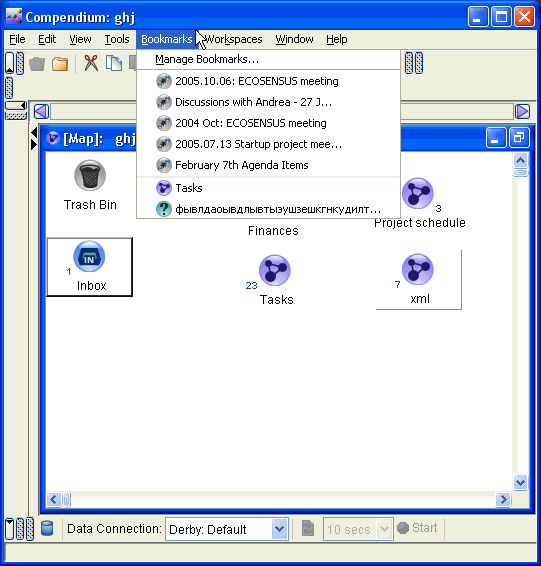 Compendium: ghj
File Edit View Tools Bookmarks Workspaces Window Help
Manage Bookmarks...
2005.10.06: ECOSENSUS meeting
Discussions with Andrea - 27 J...
2004 Oct: ECOSENSUS meeting
2005.07.13 Startup project mee...
February 7th Agenda Items
Tasks
фывлдаоывдлывтызушзешкгнкудилт...
[Map]: ghj
Trash Bin
Finances
3
Project schedule
1
IN
Inbox
23
Tasks
7
xml
Data Connection: Derby: Default 10 secs Start